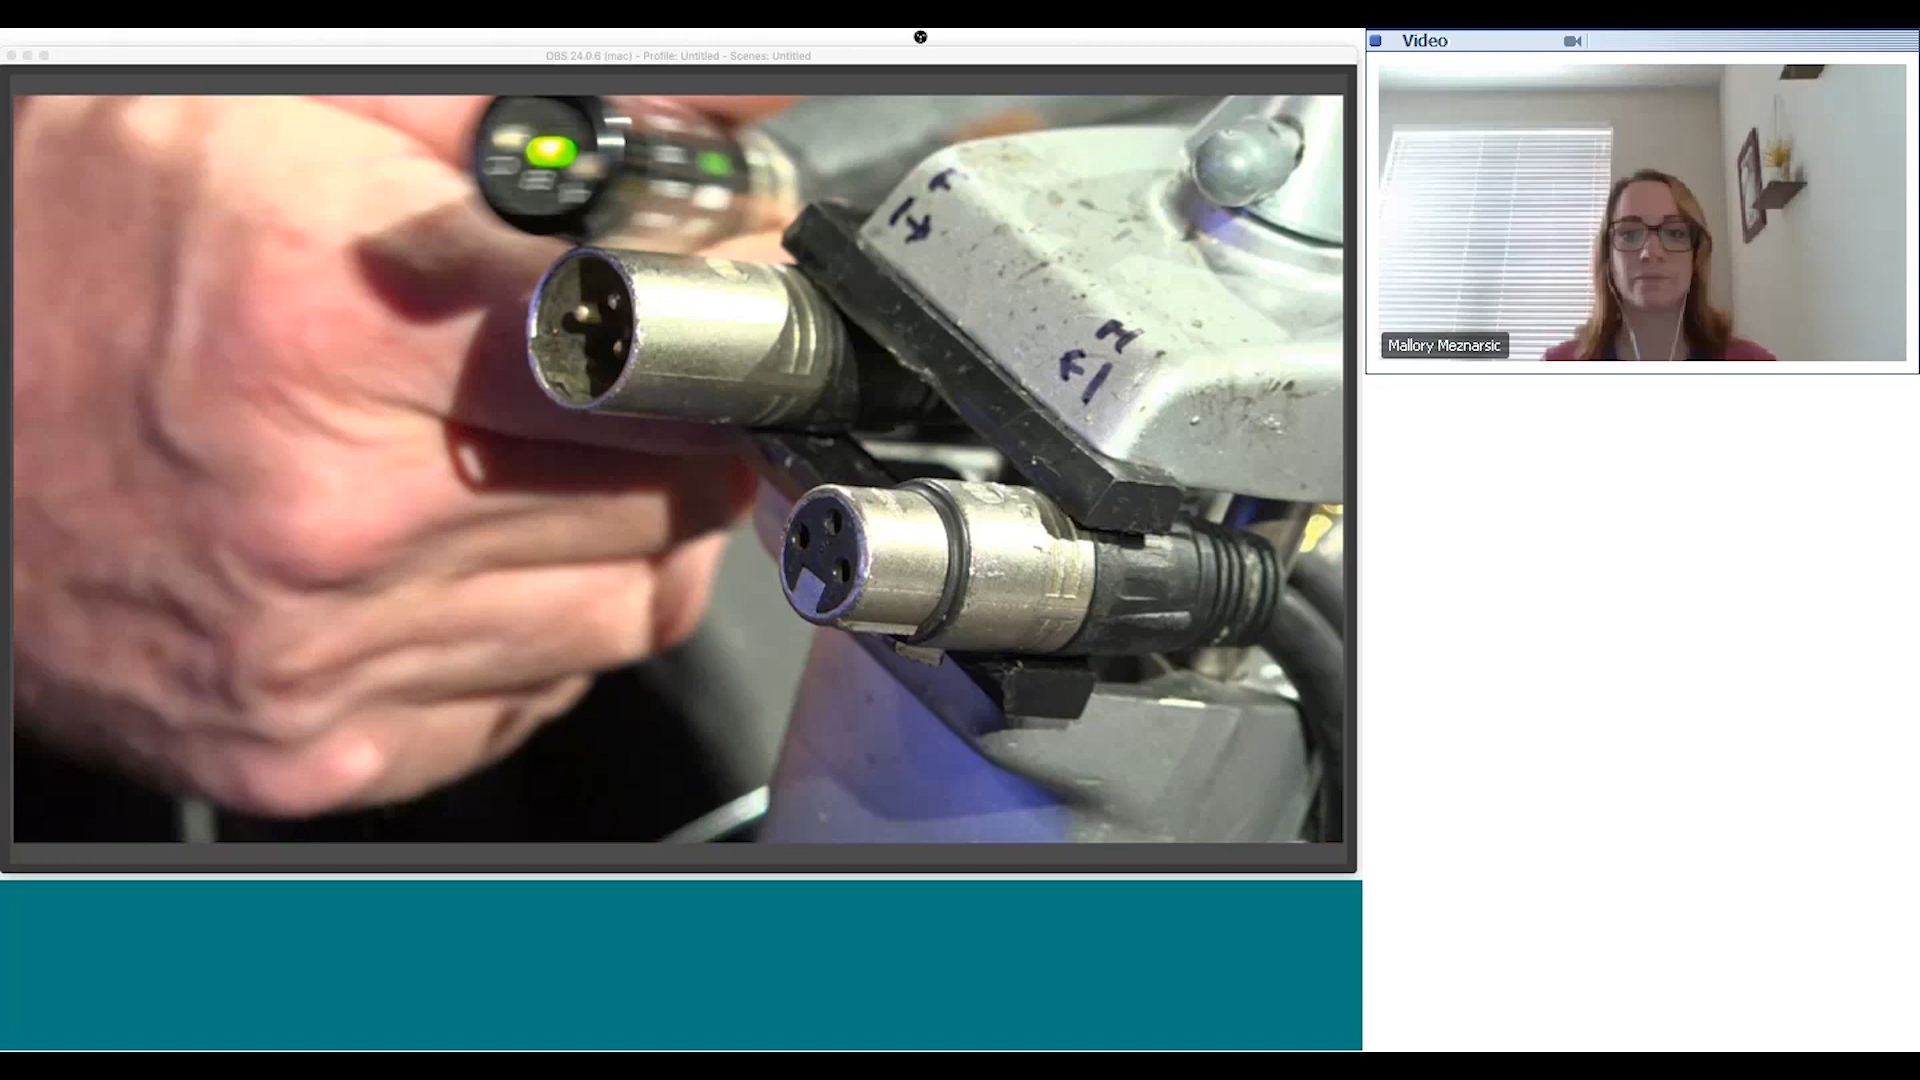 OBS 24.0.6 (mac) - Profile: Untitled - Scenes: Untitled
Video
Mallory Meznarsic